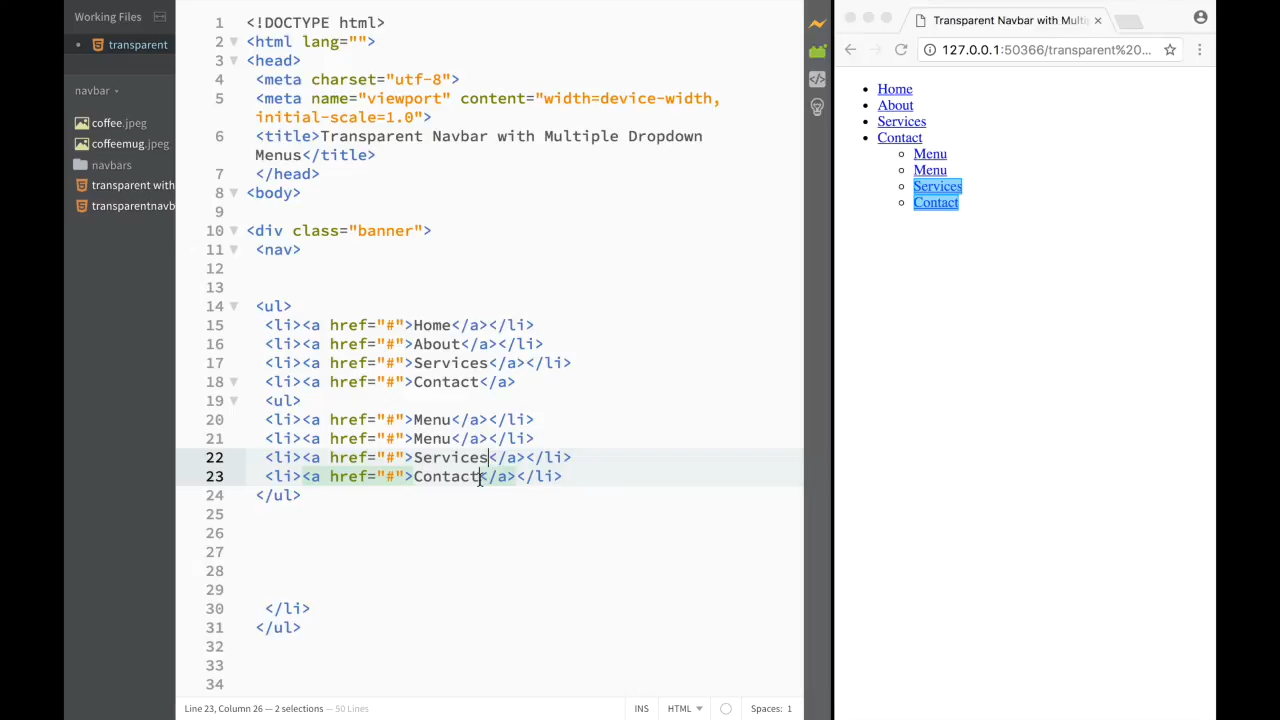 Working Files
transparent
navbar
coffee.jpeg
coffeemug.jpeg
navbars
transparent with
transparentnavb
1 <!DOCTYPE html>
2 <html lang="">
3 <head>
4 <meta charset="utf-8">
5 <meta name="viewport" content="width=device-width,
initial-scale=1.0">
6 <title>Transparent Navbar with Multiple Dropdown
Menus</title>
7 </head>
8 <body>
9
10 <div class="banner">
11 <nav>
12
13
14 <ul>
15 <li><a href="#">Home</a></li>
16 <li><a href="#">About</a></li>
17 <li><a href="#">Services</a></li>
18 <li><a href="#">Contact</a>
19 <ul>
20 <li><a href="#">Menu</a></li>
21 <li><a href="#">Menu</a></li>
22 <li><a href="#">Services</a></li>
23 <li><a href="#">Contact</a></li>
24 </ul>
25
26
27
28
29
30 </li>
31 </ul>
32
33
34
Line 23, Column 26 — 2 selections — 50 Lines
INS
HTML
Spaces: 1
Transparent Navbar with Multip
127.0.0.1:50366/transparent%20...
Home
About
Services
Contact
Menu
Menu
Services
Contact